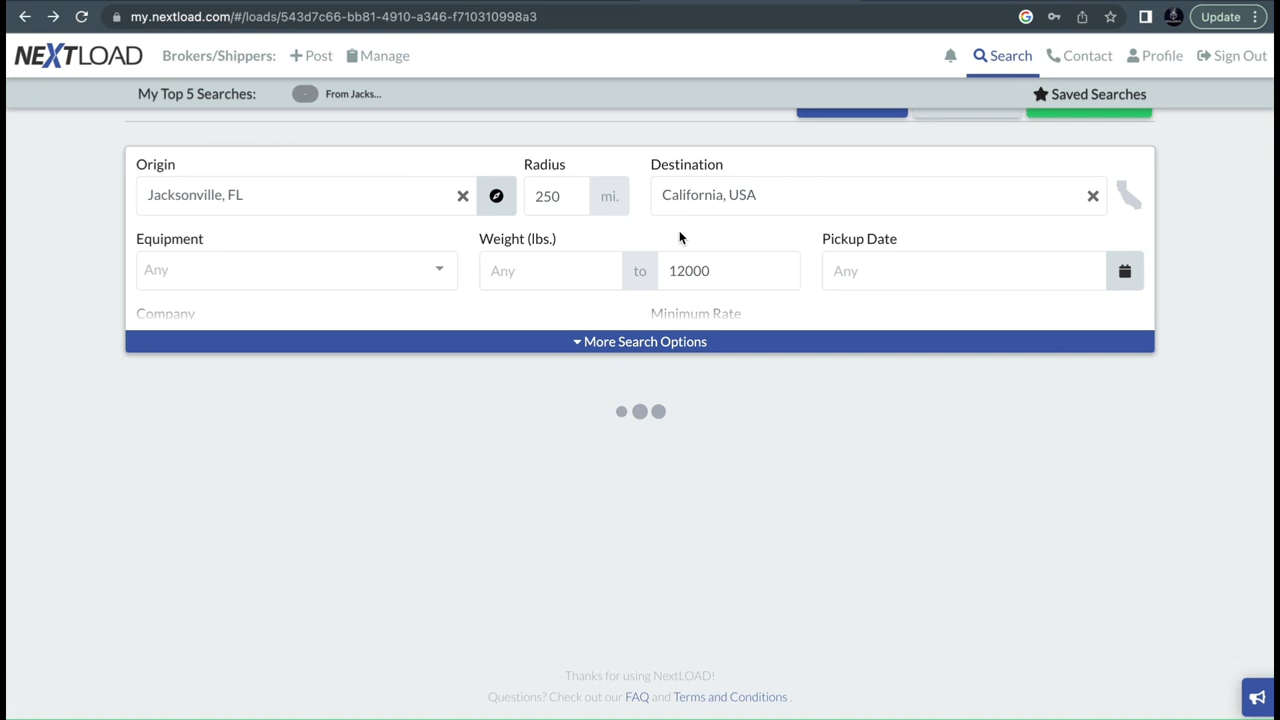 my.nextload.com/#/loads/543d7c66-bb81-4910-a346-f710310998a3
Update
NEXTLOAD Brokers/Shippers: Post Manage Search Contact Profile Sign Out
My Top 5 Searches: From Jacks... Saved Searches
Origin Radius Destination
Jacksonville, FL 250 mi. California, USA
Equipment Weight (lbs.) Pickup Date
Any Any to 12000 Any
Company Minimum Rate
More Search Options
Thanks for using NextLOAD!
Questions? Check out our FAQ and Terms and Conditions .